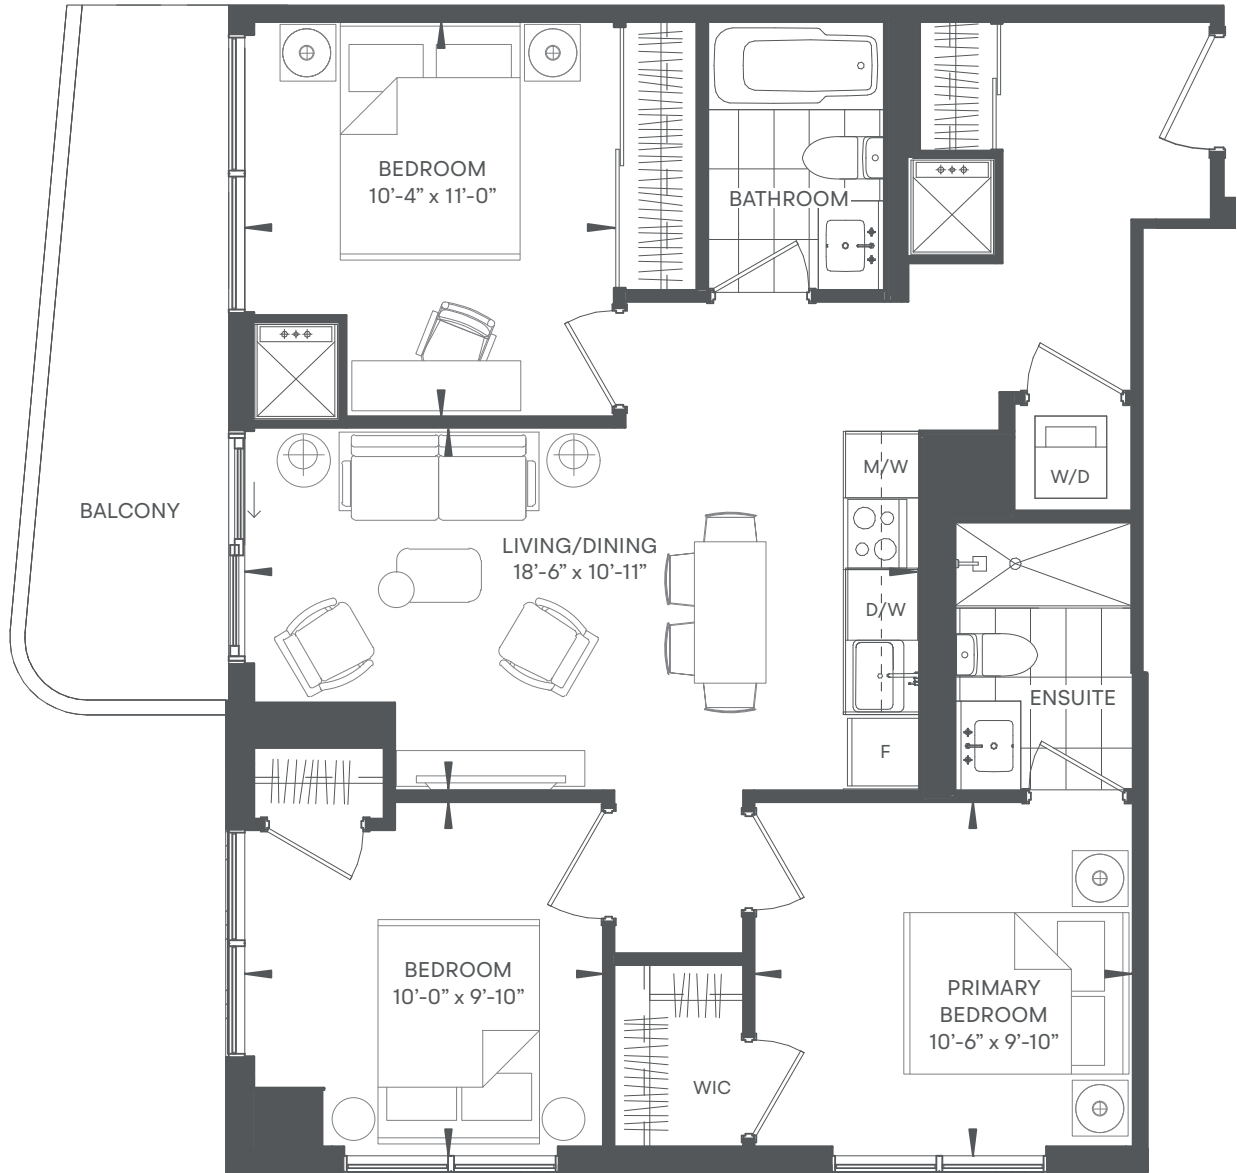 BEDROOM
10’-4” x 11’-0”
BATHROOM
BALCONY
LIVING/DINING
18’-6” x 10’-11”
M/W
W/D
D/W
F
ENSUITE
BEDROOM
10’-0” x 9’-10”
PRIMARY
BEDROOM
10’-6” x 9’-10”
WIC